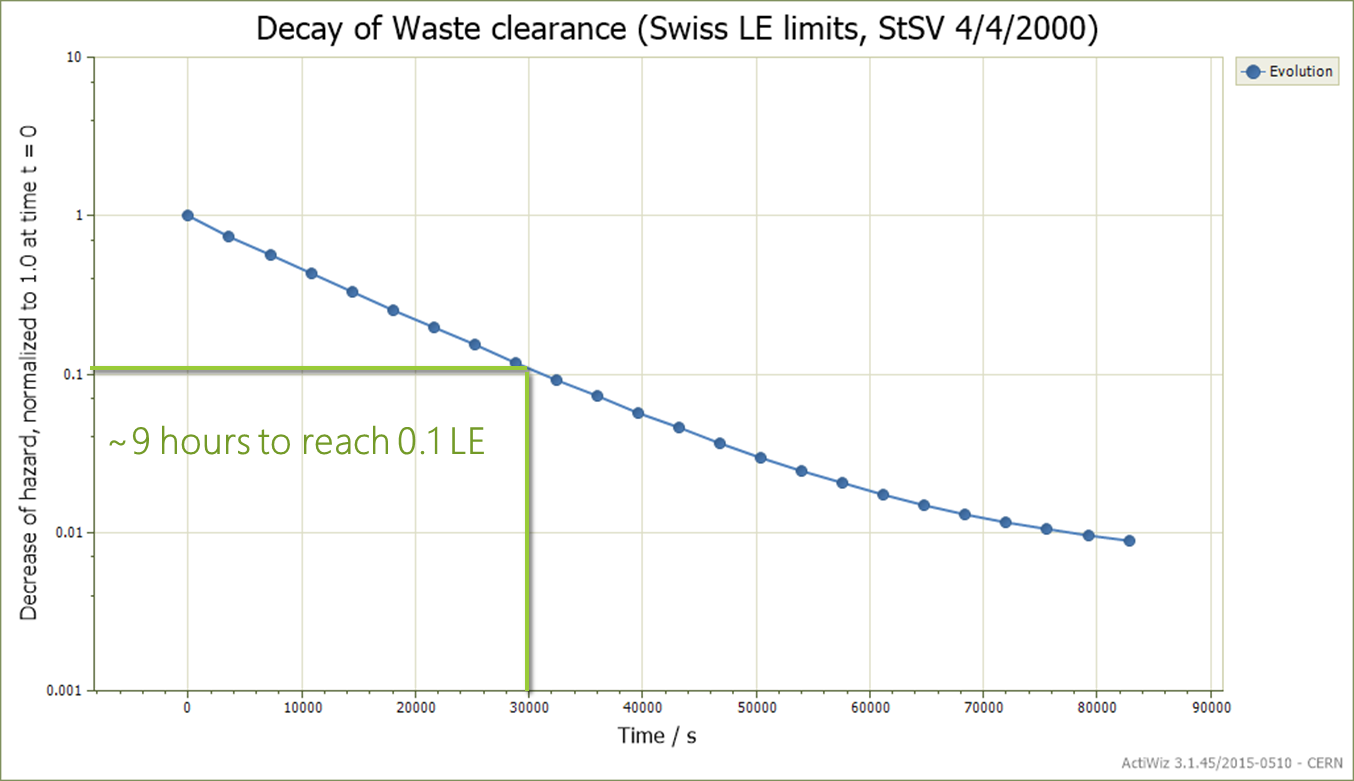 Decay of Waste clearance (Swiss LE limits, StSV 4/4/2000)
Evolution
Decrease of hazard, normalized to 1.0 at time t = 0
10
1
0.1
0.01
0.001
~9 hours to reach 0.1 LE
0 10000 20000 30000 40000 50000 60000 70000 80000 90000
Time / s
ActiWiz 3.1.45/2015-0510 - CERN